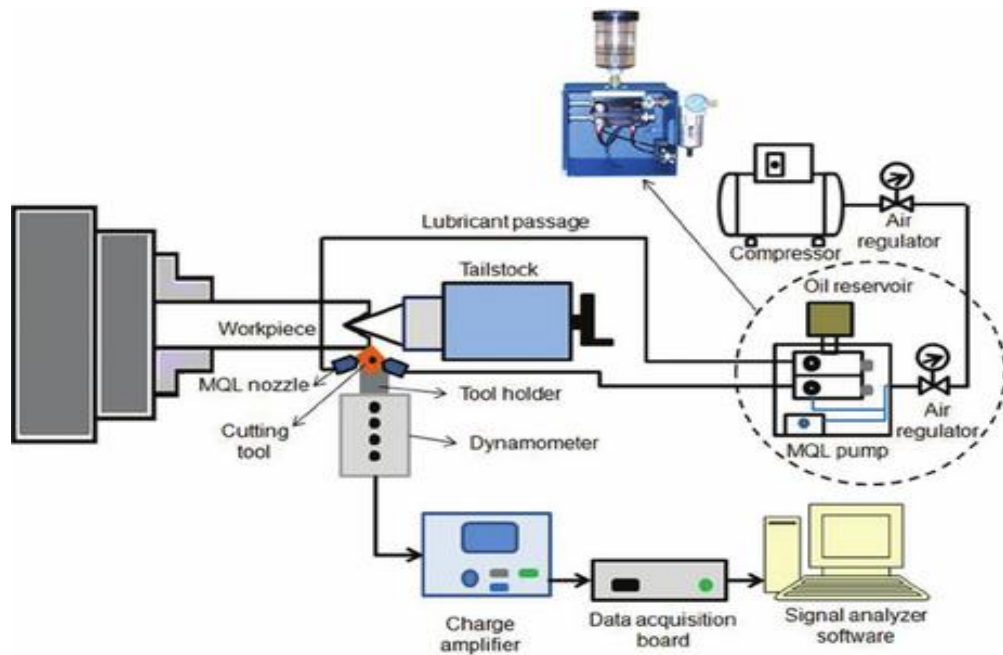 Lubricant passage
Compressor
Air
regulator
Tailstock
Oil reservoir
Workpiece
MQL nozzle
Tool holder
Cutting
tool
Dynamometer
Air
regulator
MQL pump
Charge
amplifier
Data acquisition
board
Signal analyzer
software